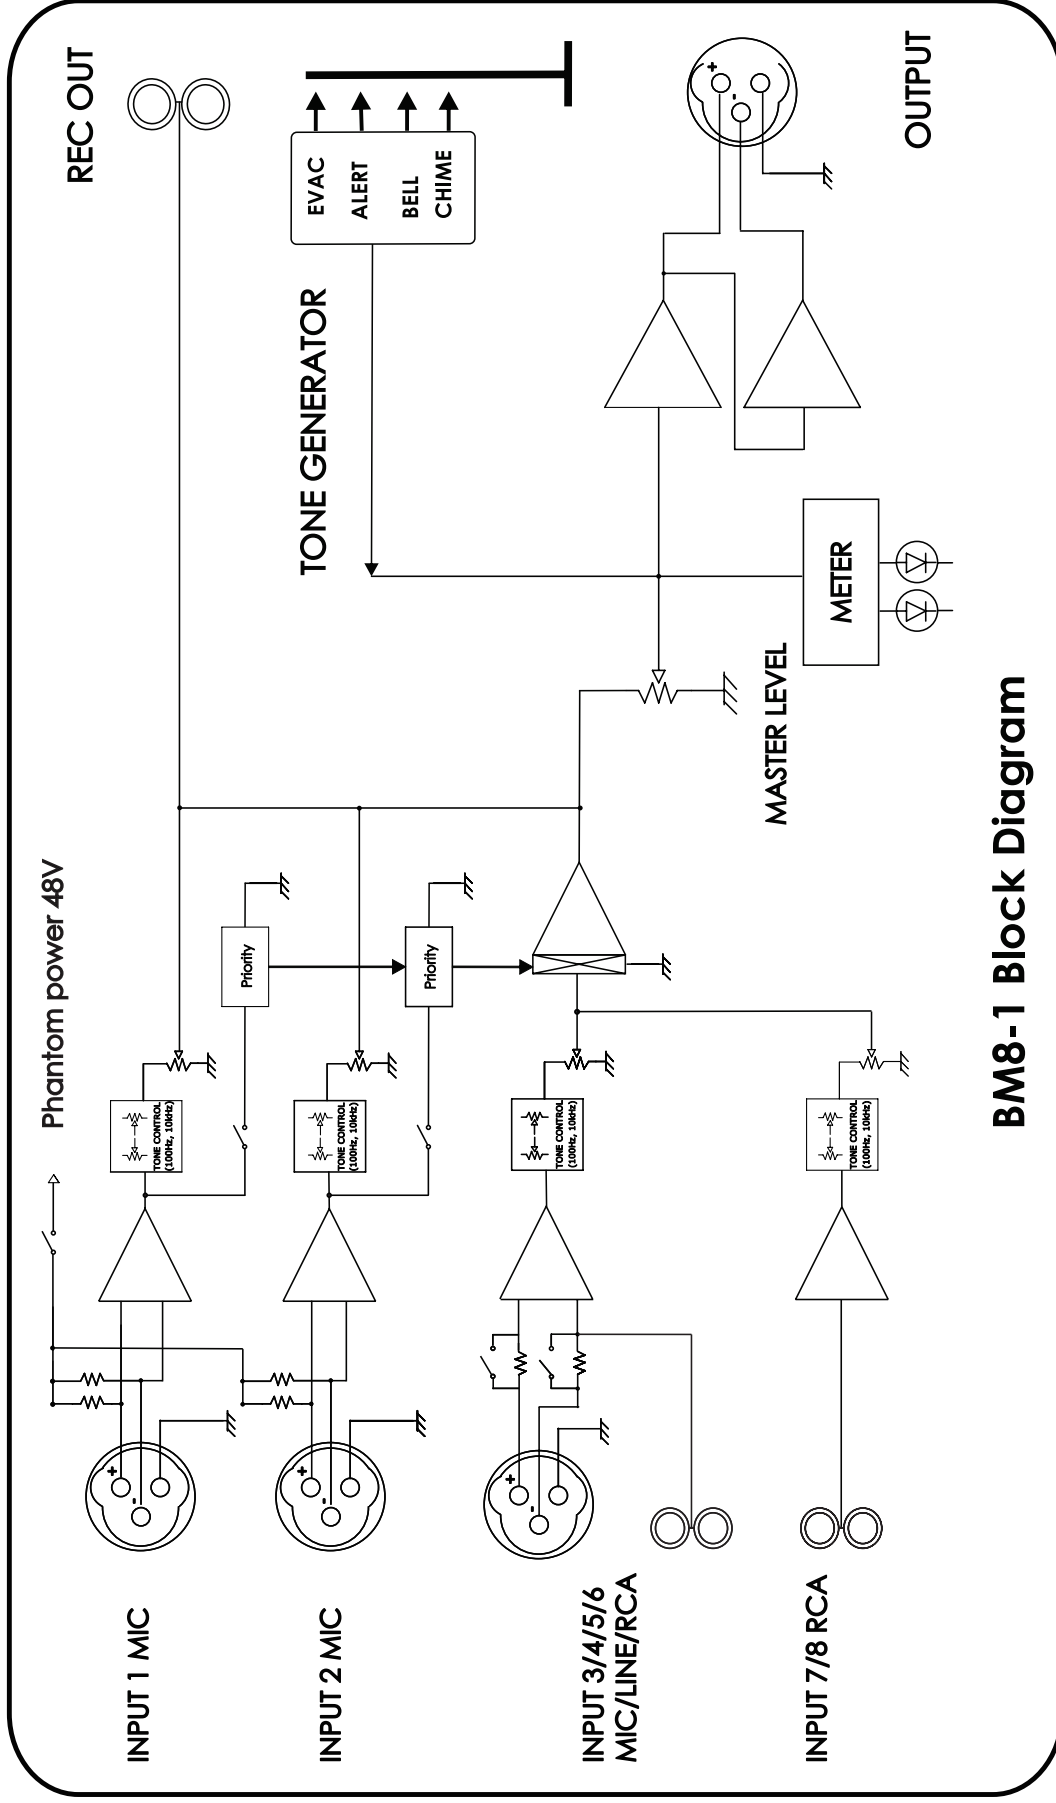 Phantom power 48V
REC OUT
INPUT 1 MIC
+
-
TONE CONTROL
(100Hz, 10kHz)
Priority
TONE GENERATOR
EVAC
ALERT
BELL
CHIME
INPUT 2 MIC
+
-
TONE CONTROL
(100Hz, 10kHz)
Priority
INPUT 3/4/5/6
MIC/LINE/RCA
+
-
TONE CONTROL
(100Hz, 10kHz)
MASTER LEVEL
METER
+
-
OUTPUT
INPUT 7/8 RCA
TONE CONTROL
(100Hz, 10kHz)
BM8-1 Block Diagram